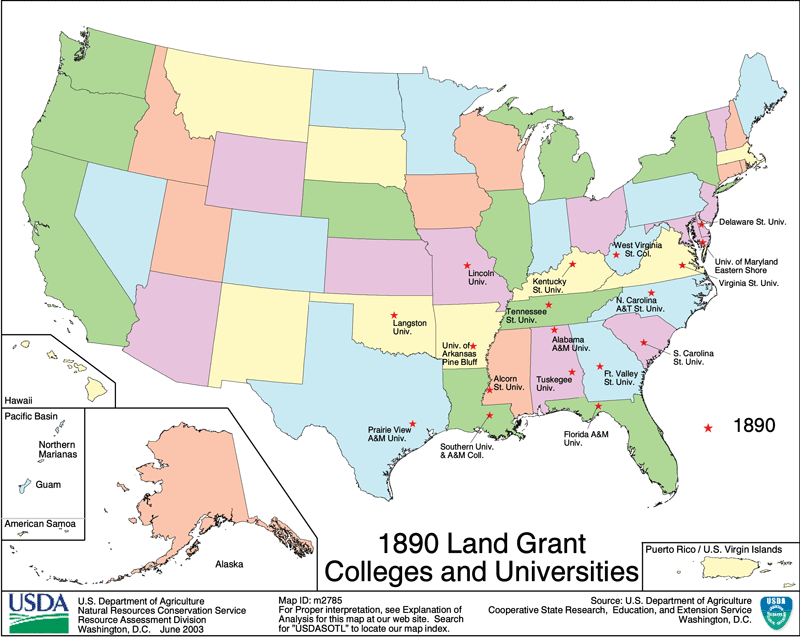 Delaware St. Univ.
West Virginia
St. Col.
Univ. of Maryland
Eastern Shore
Lincoln
Univ.
Kentucky
St. Univ.
Virginia St. Univ.
N. Carolina
A&T St. Univ.
Tennessee
St. Univ.
Langston
Univ.
Univ. of
Arkansas
Pine Bluff
Alabama
A&M Univ.
S. Carolina
St. Univ.
Alcorn
St. Univ.
Tuskegee
Univ.
Ft. Valley
St. Univ.
Hawaii
Pacific Basin
Northern
Marianas
Guam
American Samoa
Prairie View
A&M Univ.
Southern Univ.
& A&M Coll.
Florida A&M
Univ.
1890
Alaska
1890 Land Grant
Colleges and Universities
Puerto Rico / U.S. Virgin Islands
USDA
U.S. Department of Agriculture
Natural Resources Conservation Service
Resource Assessment Division
Washington, D.C. June 2003
Map ID: m2785
For Proper interpretation, see Explanation of
Analysis for this map at our web site. Search
for "USDASOTL" to locate our map index.
Source: U.S. Department of Agriculture
Cooperative State Research, Education, and Extension Service
Washington, D.C.
USDA